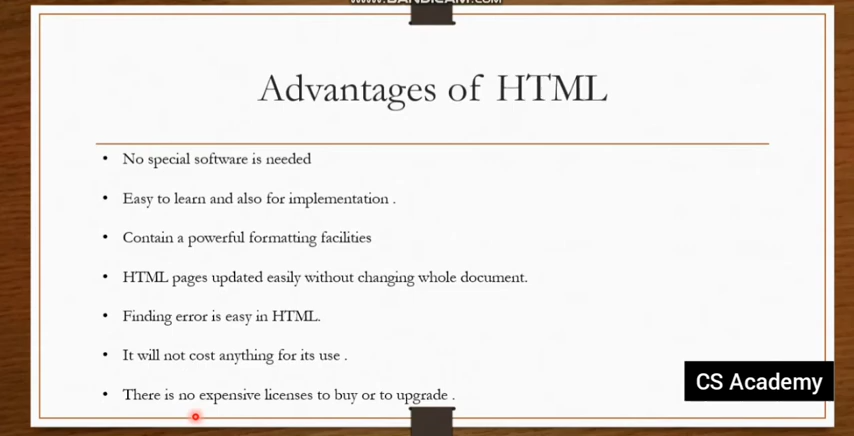 www.BANDICAM.com
Advantages of HTML
• No special software is needed
• Easy to learn and also for implementation .
• Contain a powerful formatting facilities
• HTML pages updated easily without changing whole document.
• Finding error is easy in HTML.
• It will not cost anything for its use .
• There is no expensive licenses to buy or to upgrade .
CS Academy